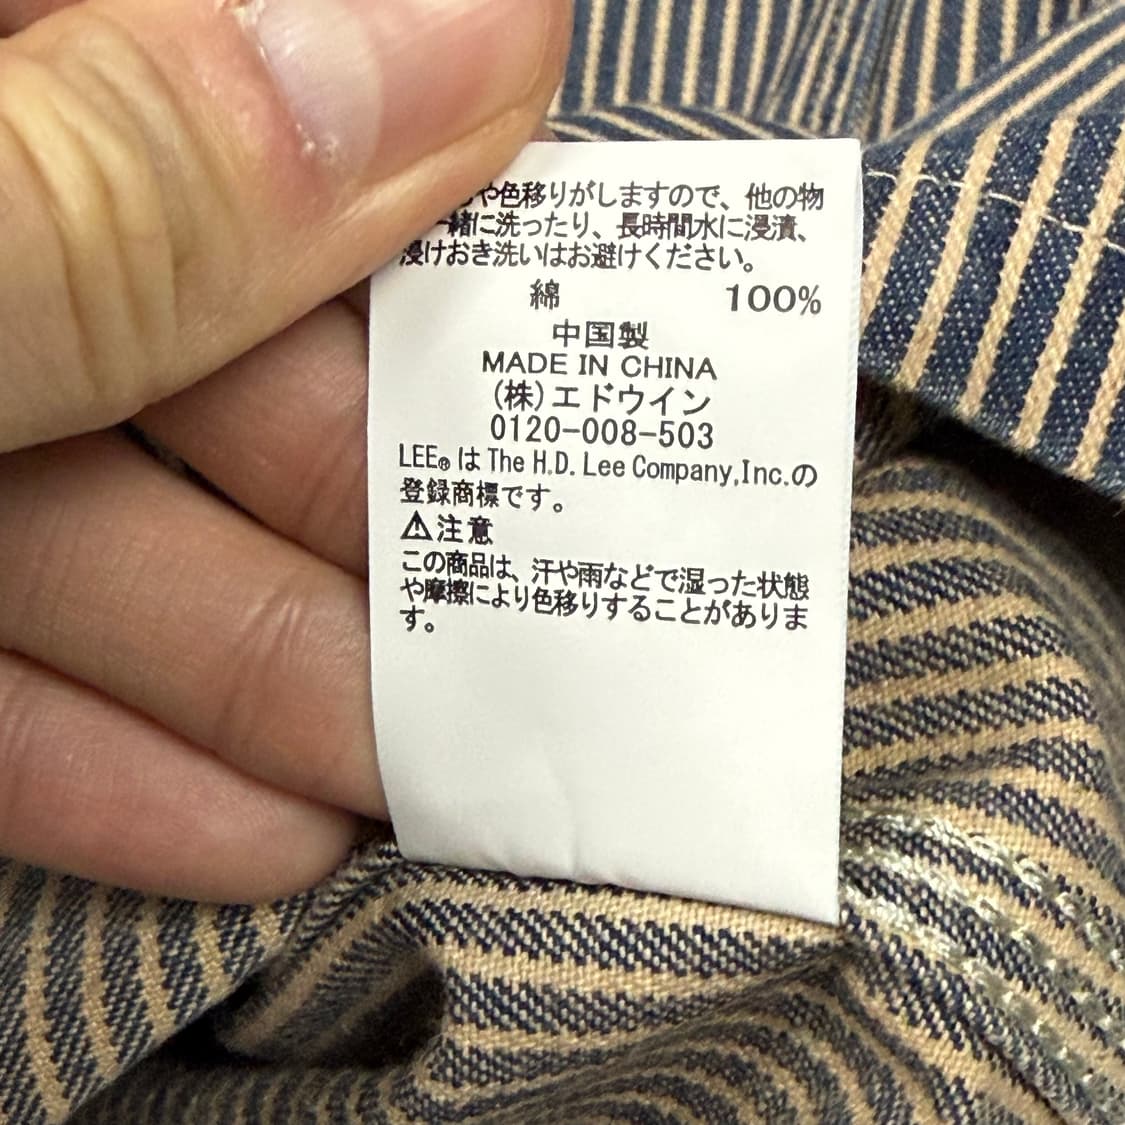 や色移りがしますので、他の物
一緒に洗ったり、長時間水に浸漬、
浸けおき洗いはお避けください。
綿 100%
中国製
MADE IN CHINA
(株)エドウイン
0120-008-503
LEE®は The H.D. Lee Company,Inc.の
登録商標です。
⚠注意
この商品は、汗や雨などで湿った状態
や摩擦により色移りすることがありま
す。